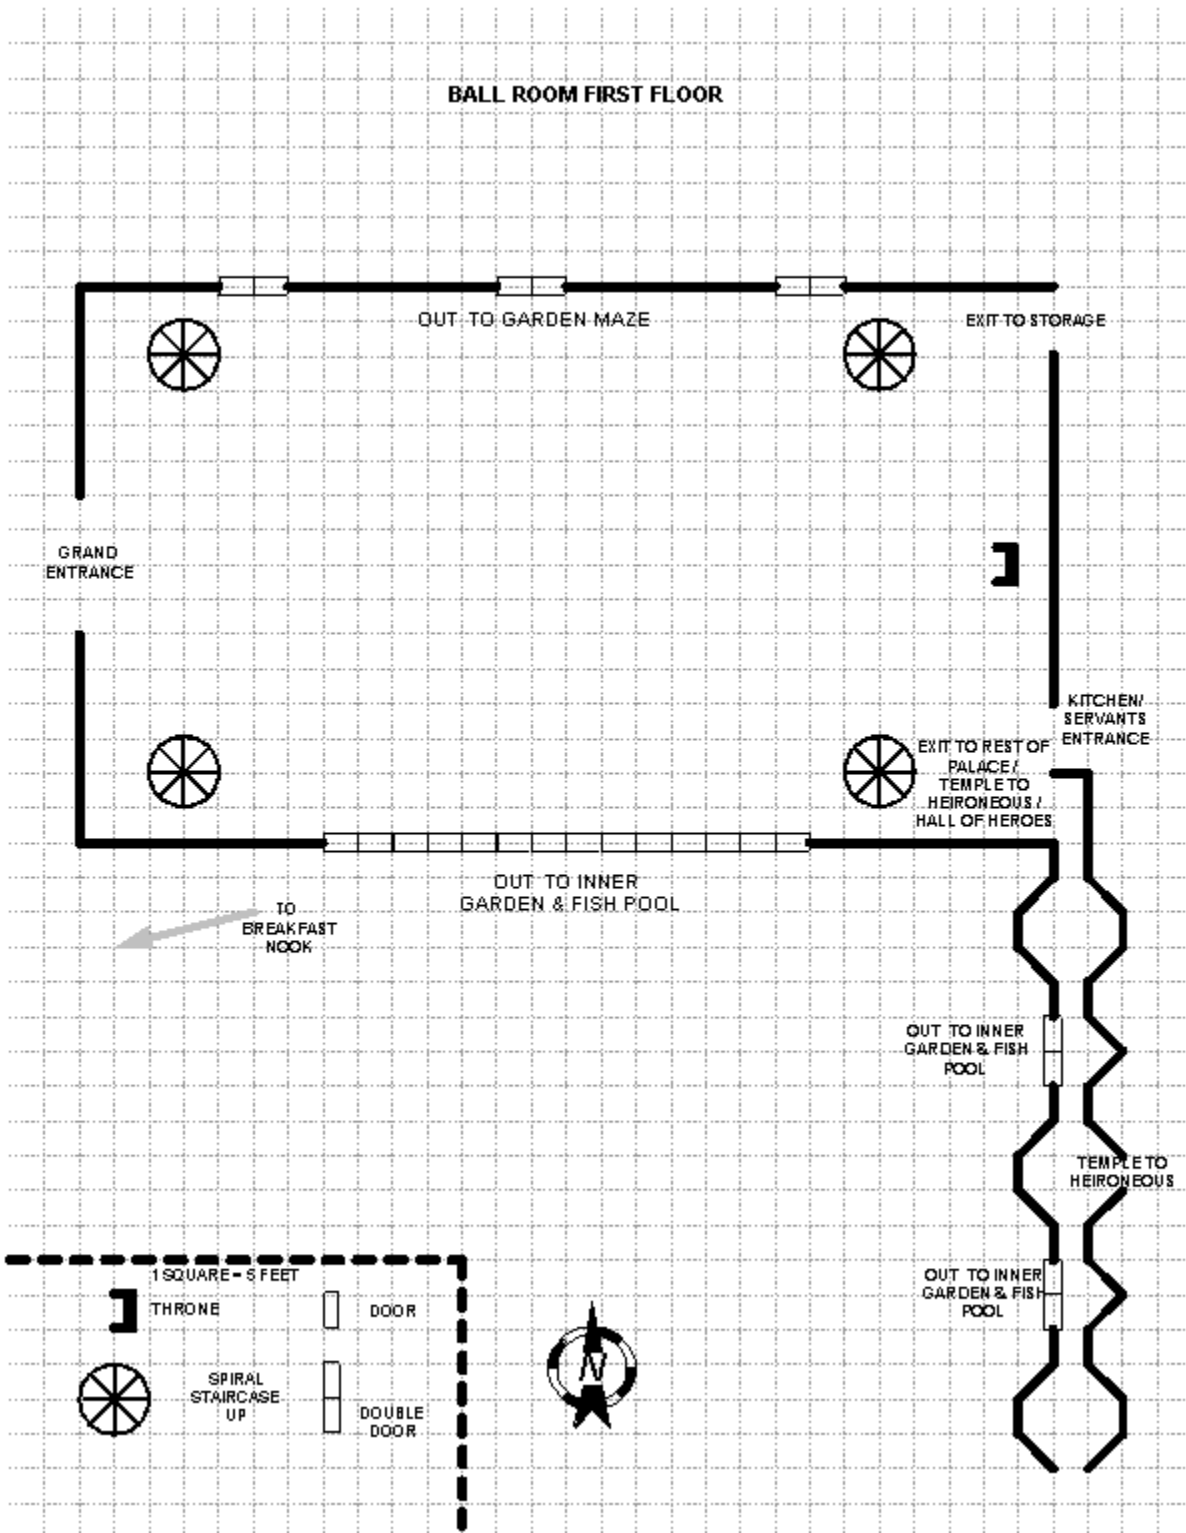 BALL ROOM FIRST FLOOR
OUT TO GARDEN MAZE
EXIT TO STORAGE
GRAND
ENTRANCE
KITCHEN/
SERVANTS
ENTRANCE
EXIT TO REST OF
PALACE /
TEMPLE TO
HEIRONEOUS /
HALL OF HEROES
OUT TO INNER
GARDEN & FISH POOL
TO
BREAKFAST
NOOK
OUT TO INNER
GARDEN & FISH
POOL
TEMPLE TO
HEIRONEOUS
OUT TO INNER
GARDEN & FISH
POOL
1 SQUARE = 5 FEET
THRONE
DOOR
SPIRAL
STAIRCASE
UP
DOUBLE
DOOR
N